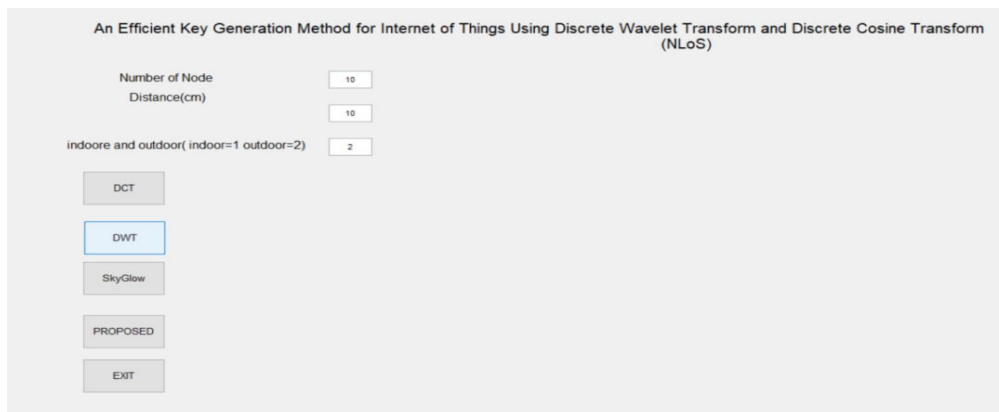 An Efficient Key Generation Method for Internet of Things Using Discrete Wavelet Transform and Discrete Cosine Transform
(NLoS)
Number of Node
10
Distance(cm)
10
indoore and outdoor( indoor=1 outdoor=2)
2
DCT
DWT
SkyGlow
PROPOSED
EXIT